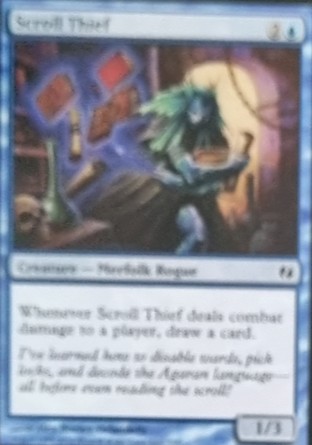 Scroll Thief
2
Creature — Merfolk Rogue
Whenever Scroll Thief deals combat
damage to a player, draw a card.
I've learned how to disable wards, pick
locks, and decode the Agaran language—
all before even reading the scroll!
1/3